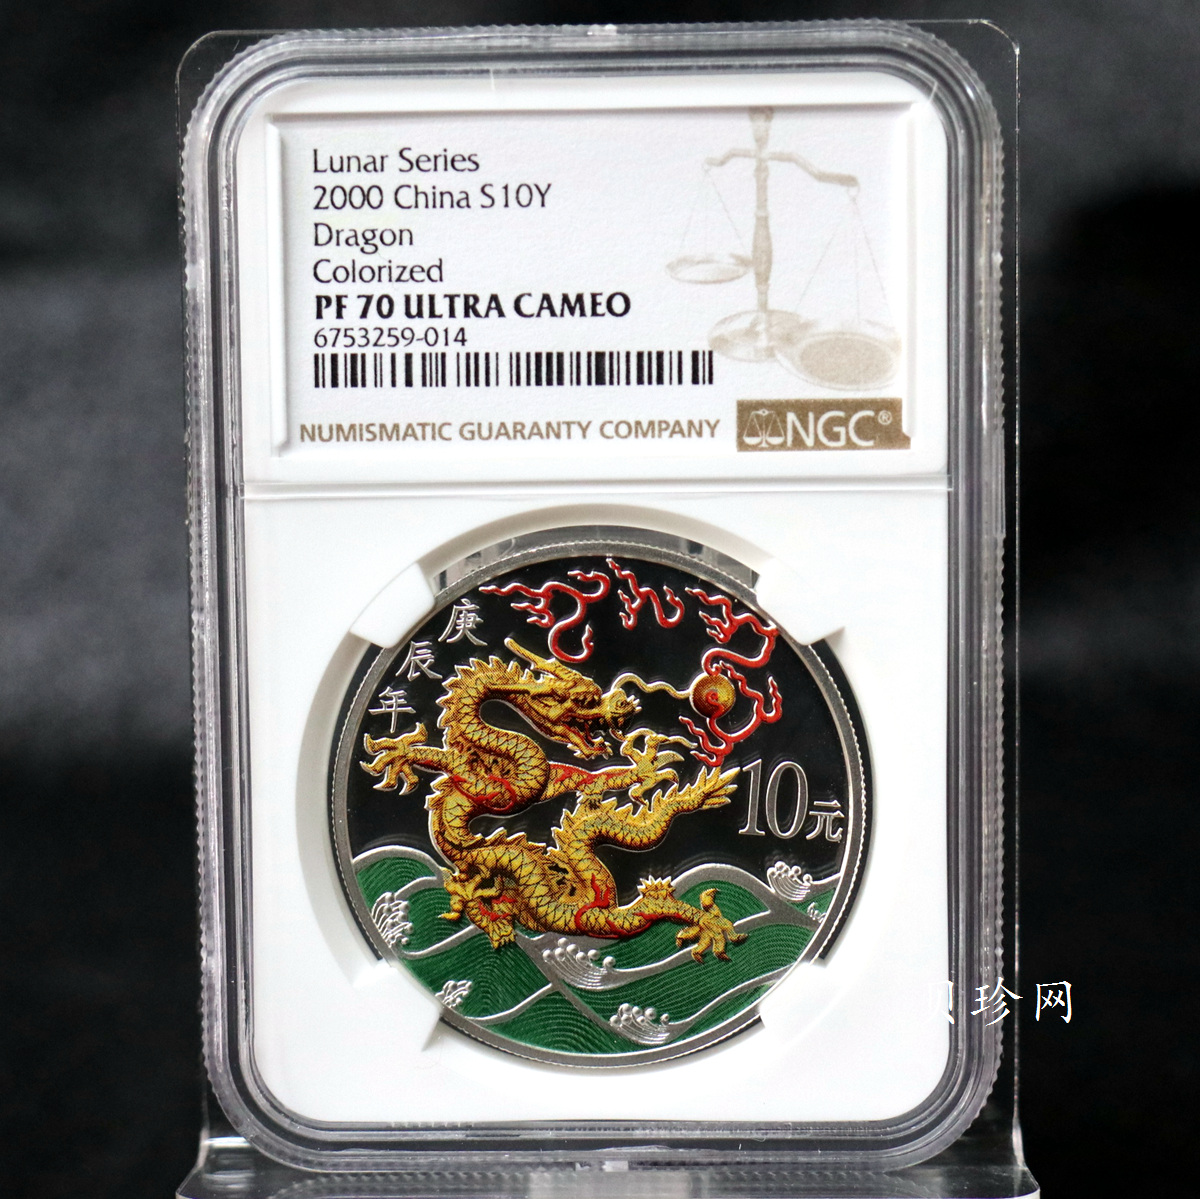 Lunar Series
2000 China S10Y
Dragon
Colorized
PF 70 ULTRA CAMEO
6753259-014
NUMISMATIC GUARANTY COMPANY
NGC®
庚辰年
10元
珍网